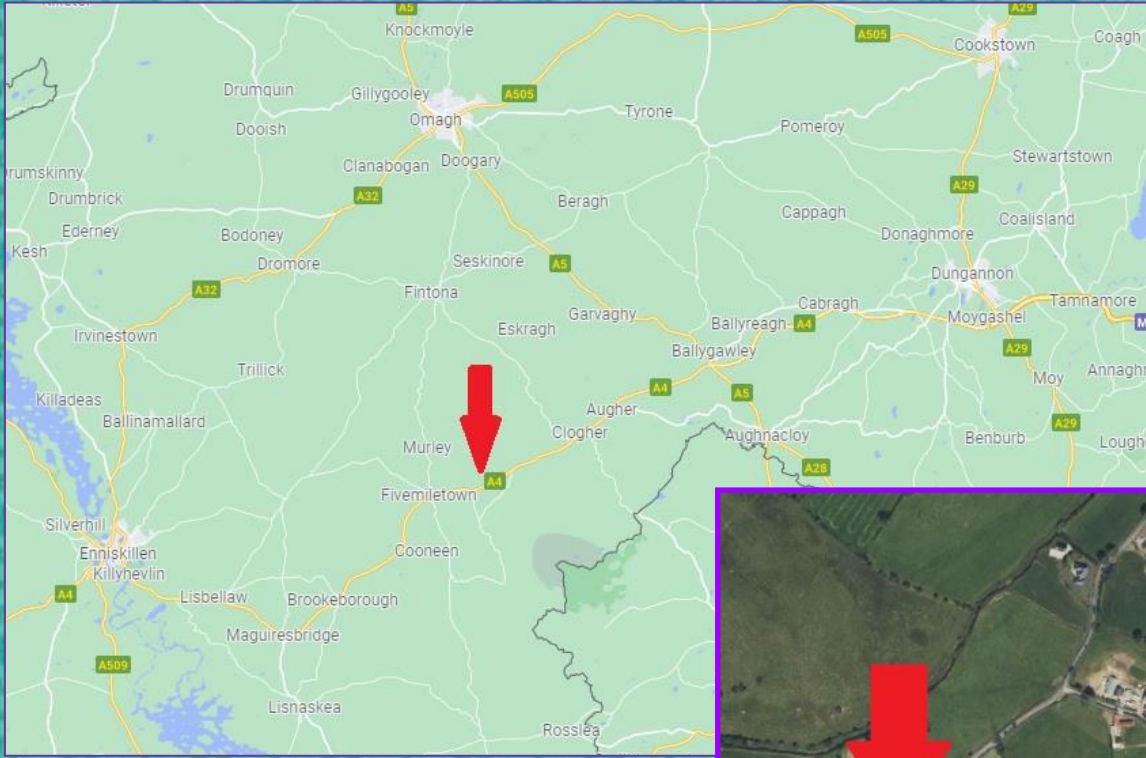 A5
A29
Knockmoyle
A505
Cookstown
Coagh
Drumquin
Gillygooley
A505
Omagh
Tyrone
Dooish
Pomeroy
Clanabogan
Doogary
Stewartstown
A32
A29
Drumbrick
Beragh
Cappagh
Coalisland
Ederney
Bodoney
Donaghmore
Kesh
Dromore
Seskinore
A5
Dungannon
A32
Fintona
Cabragh
Tamnamore
Garvaghy
Ballyreagh
A4
Moygashel
Irvinestown
Eskragh
Ballygawley
A29
Trillick
Moy
A4
A5
Killadeas
Augher
Ballinamallard
A29
Clogher
Aughnacloy
Murley
Benburb
A28
A4
Fivemiletown
Silverhill
Enniskillen
Cooneen
Killyhevlin
A4
Lisbellaw
Brookeborough
Maguiresbridge
A509
Lisnaskea
Rosslea